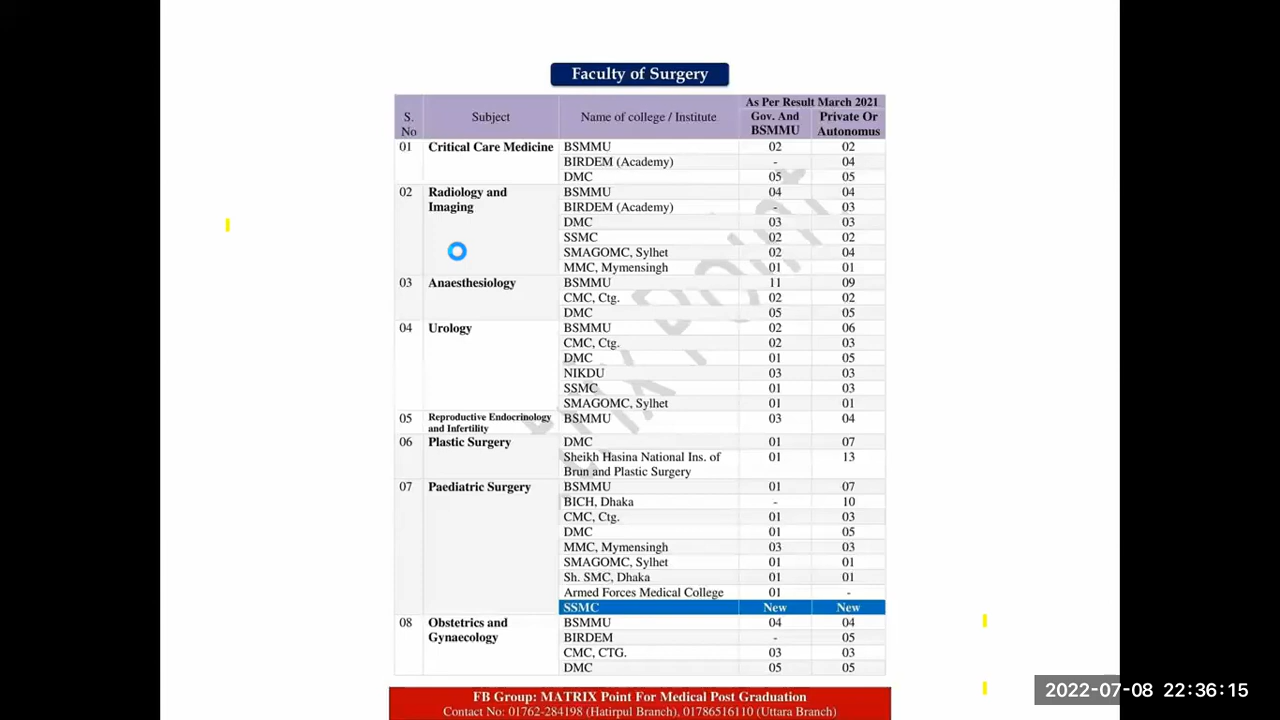 Faculty of Surgery
S. No Subject Name of college / Institute As Per Result March 2021
Gov. And BSMMU Private Or Autonomus
01 Critical Care Medicine BSMMU 02 02
BIRDEM (Academy) - 04
DMC 05 05
02 Radiology and Imaging BSMMU 04 04
BIRDEM (Academy) - 03
DMC 03 03
SSMC 02 02
SMAGOMC, Sylhet 02 04
MMC, Mymensingh 01 01
03 Anaesthesiology BSMMU 11 09
CMC, Ctg. 02 02
DMC 05 05
04 Urology BSMMU 02 06
CMC, Ctg. 02 03
DMC 01 05
NIKDU 03 03
SSMC 01 03
SMAGOMC, Sylhet 01 01
05 Reproductive Endocrinology and Infertility BSMMU 03 04
06 Plastic Surgery DMC 01 07
Sheikh Hasina National Ins. of Brun and Plastic Surgery 01 13
07 Paediatric Surgery BSMMU 01 07
BICH, Dhaka - 10
CMC, Ctg. 01 03
DMC 01 05
MMC, Mymensingh 03 03
SMAGOMC, Sylhet 01 01
Sh. SMC, Dhaka 01 01
Armed Forces Medical College 01 -
SSMC New New
08 Obstetrics and Gynaecology BSMMU 04 04
BIRDEM - 05
CMC, CTG. 03 03
DMC 05 05
FB Group: MATRIX Point For Medical Post Graduation
Contact No: 01762-284198 (Hatirpul Branch), 01786516110 (Uttara Branch)
2022-07-08 22:36:15